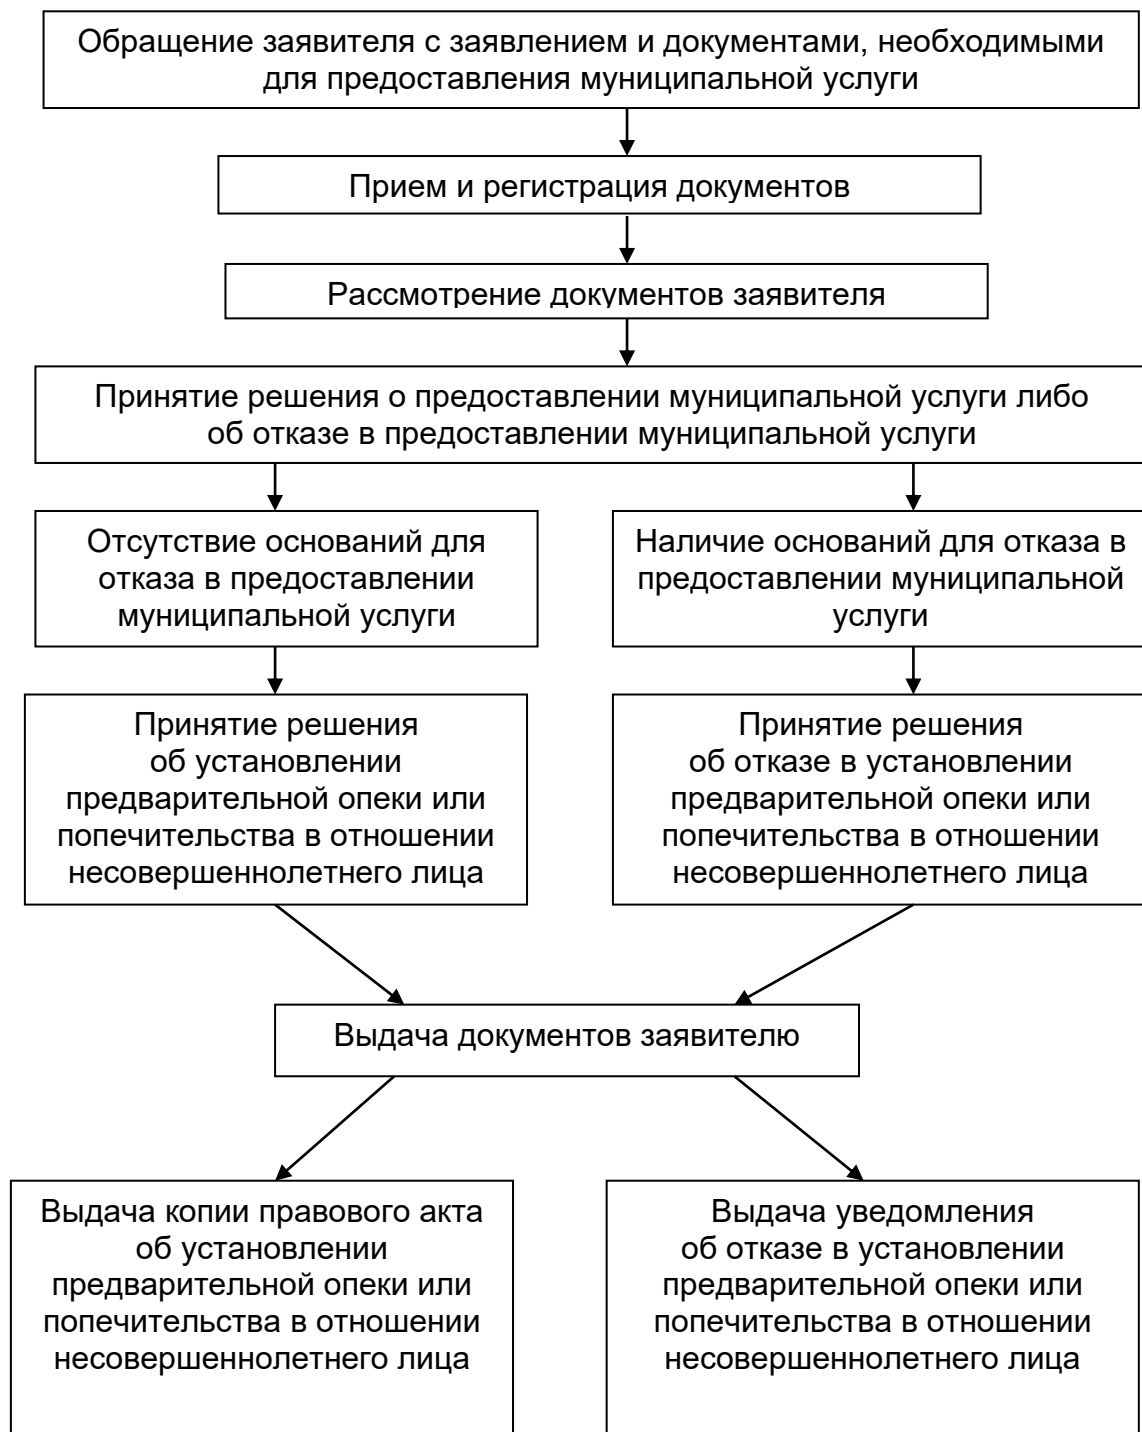 Обращение заявителя с заявлением и документами, необходимыми
для предоставления муниципальной услуги
Прием и регистрация документов
Рассмотрение документов заявителя
Принятие решения о предоставлении муниципальной услуги либо
об отказе в предоставлении муниципальной услуги
Отсутствие оснований для
отказа в предоставлении
муниципальной услуги
Наличие оснований для отказа в
предоставлении муниципальной
услуги
Принятие решения
об установлении
предварительной опеки или
попечительства в отношении
несовершеннолетнего лица
Принятие решения
об отказе в установлении
предварительной опеки или
попечительства в отношении
несовершеннолетнего лица
Выдача документов заявителю
Выдача копии правового акта
об установлении
предварительной опеки или
попечительства в отношении
несовершеннолетнего лица
Выдача уведомления
об отказе в установлении
предварительной опеки или
попечительства в отношении
несовершеннолетнего лица